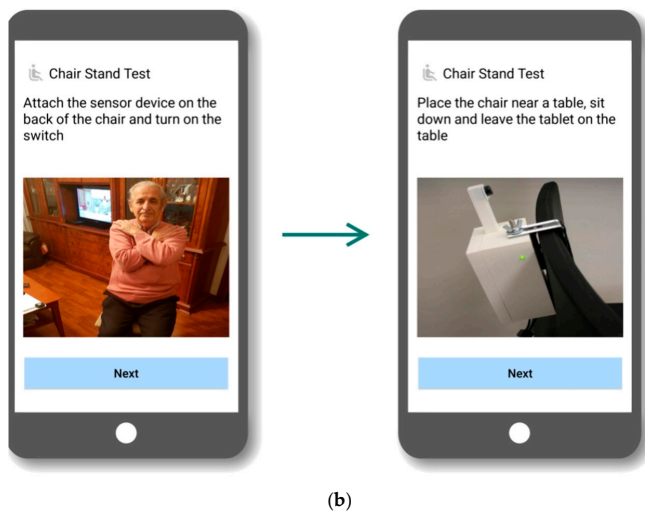 Chair Stand Test
Attach the sensor device on the
back of the chair and turn on the
switch
Next
Chair Stand Test
Place the chair near a table, sit
down and leave the tablet on the
table
Next
(b)